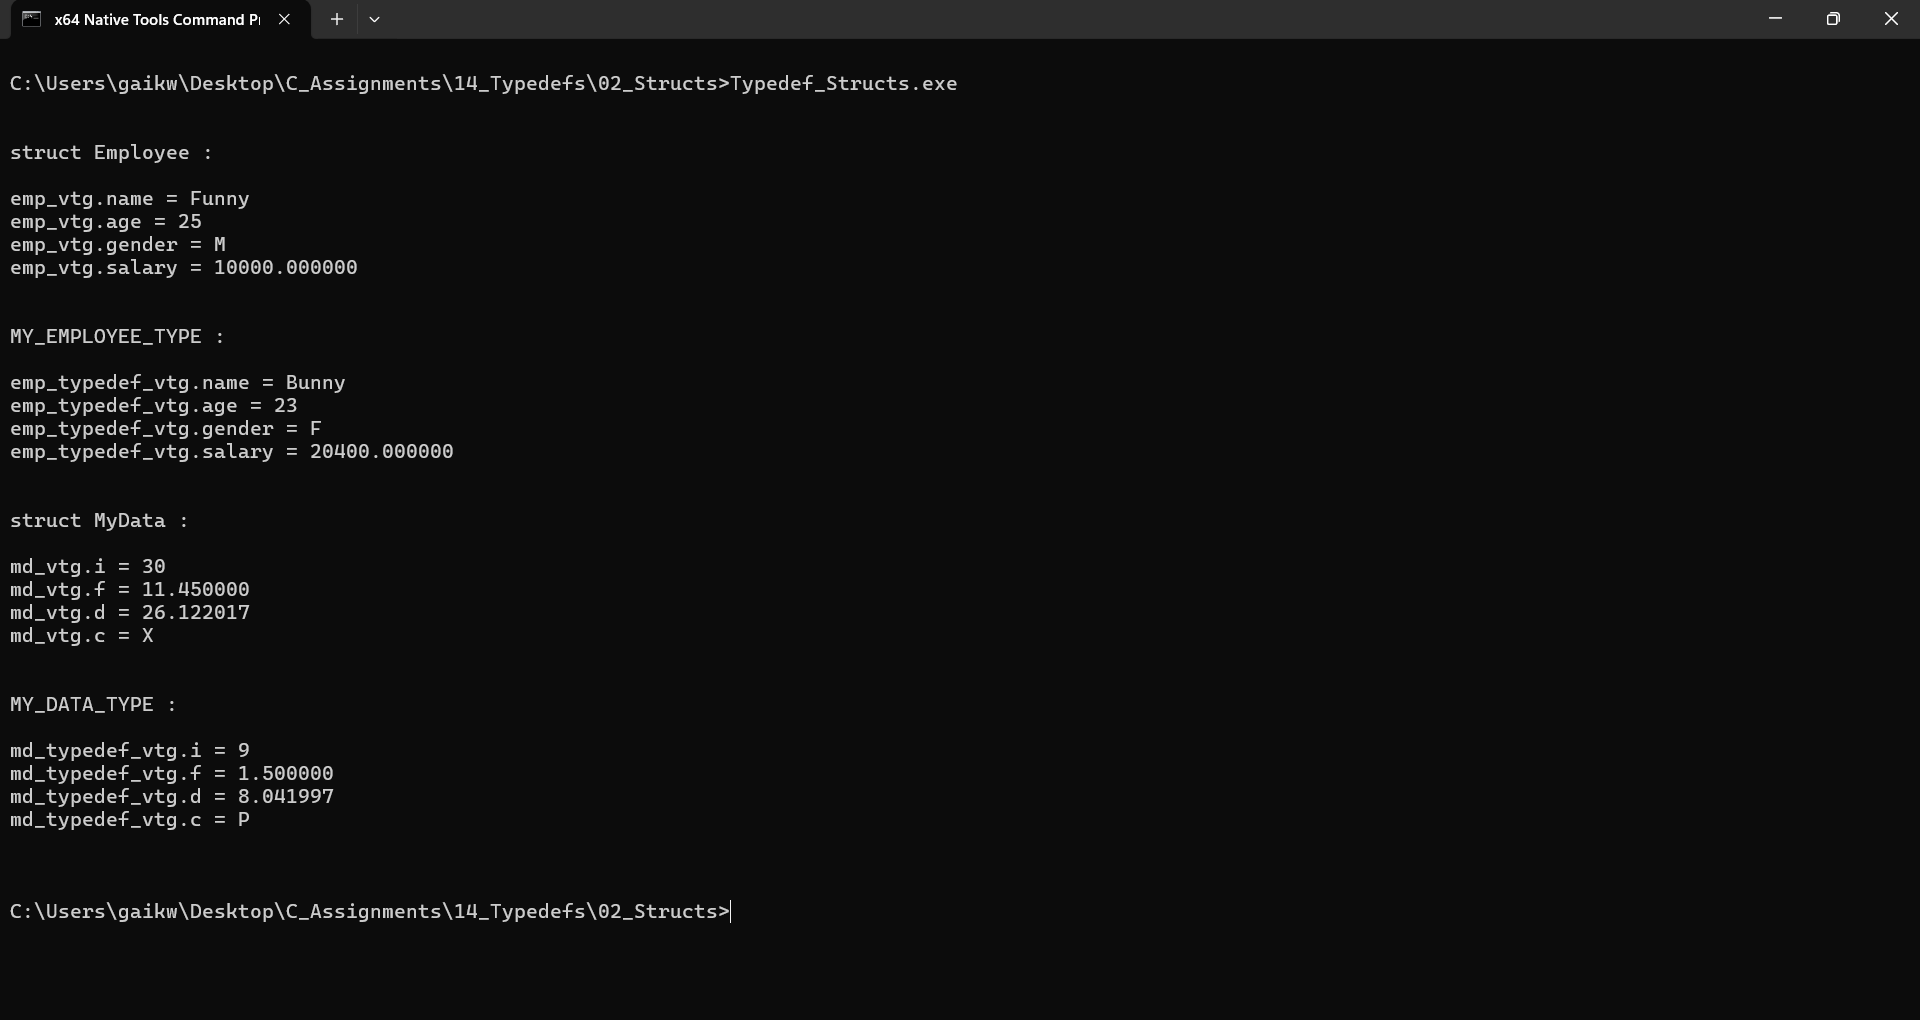 x64 Native Tools Command P
C:\Users\gaikw\Desktop\C_Assignments\14_Typedefs\02_Structs>Typedef_Structs.exe
struct Employee :
emp_vtg.name = Funny
emp_vtg.age = 25
emp_vtg.gender = M
emp_vtg.salary = 10000.000000
MY_EMPLOYEE_TYPE :
emp_typedef_vtg.name = Bunny
emp_typedef_vtg.age = 23
emp_typedef_vtg.gender = F
emp_typedef_vtg.salary = 20400.000000
struct MyData :
md_vtg.i = 30
md_vtg.f = 11.450000
md_vtg.d = 26.122017
md_vtg.c = X
MY_DATA_TYPE :
md_typedef_vtg.i = 9
md_typedef_vtg.f = 1.500000
md_typedef_vtg.d = 8.041997
md_typedef_vtg.c = P
C:\Users\gaikw\Desktop\C_Assignments\14_Typedefs\02_Structs>